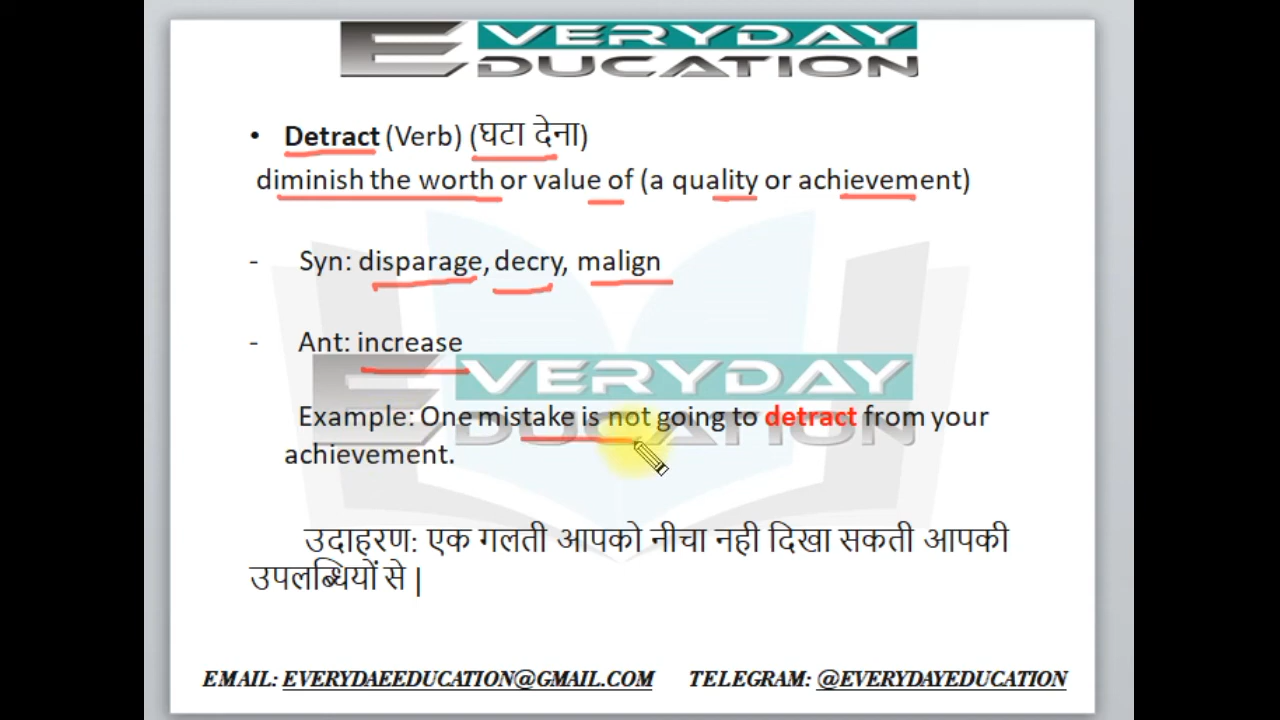 EVERYDAY
EDUCATION
• Detract (Verb) (घटा देना)
diminish the worth or value of (a quality or achievement)
- Syn: disparage, decry, malign
- Ant: increase
EVERYDAY
EDUCATION
Example: One mistake is not going to detract from your
achievement.
उदाहरण: एक गलती आपको नीचा नही दिखा सकती आपकी
उपलब्धियों से |
EMAIL: EVERYDAEEDUCATION@GMAIL.COM TELEGRAM: @EVERYDAYEDUCATION